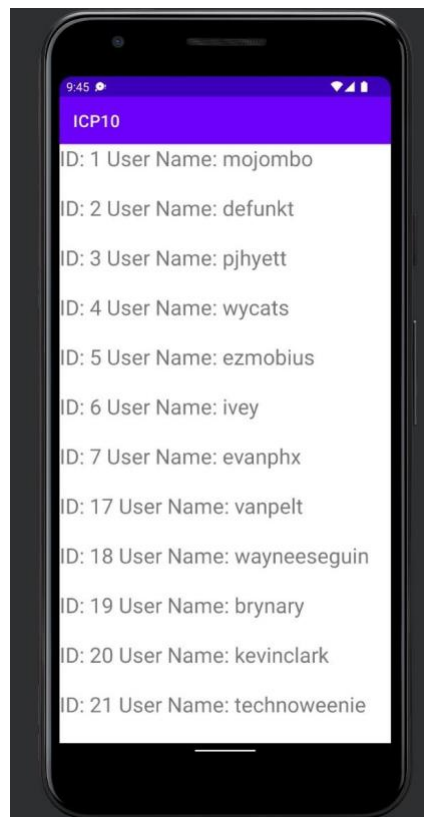 9:45
ICP10
ID: 1 User Name: mojombo
ID: 2 User Name: defunkt
ID: 3 User Name: pjhyett
ID: 4 User Name: wycats
ID: 5 User Name: ezmobius
ID: 6 User Name: ivey
ID: 7 User Name: evanphx
ID: 17 User Name: vanpelt
ID: 18 User Name: wayneeseguin
ID: 19 User Name: brynary
ID: 20 User Name: kevinclark
ID: 21 User Name: technoweenie